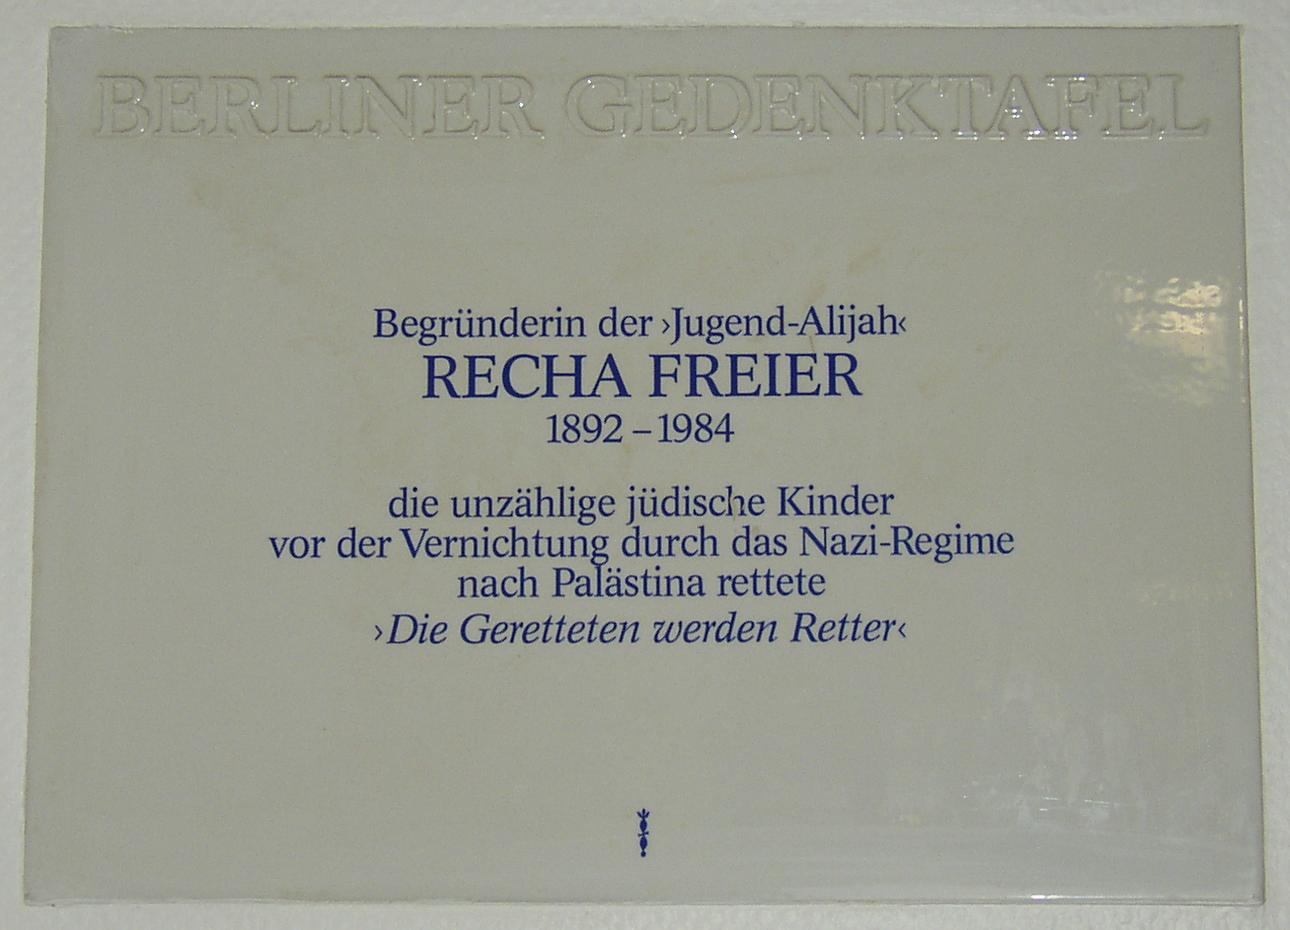 BERLINER GEDENKTAFEL
Begründerin der ›Jugend-Alijah‹
RECHA FREIER
1892 – 1984
die unzählige jüdische Kinder
vor der Vernichtung durch das Nazi-Regime
nach Palästina rettete
›Die Geretteten werden Retter‹